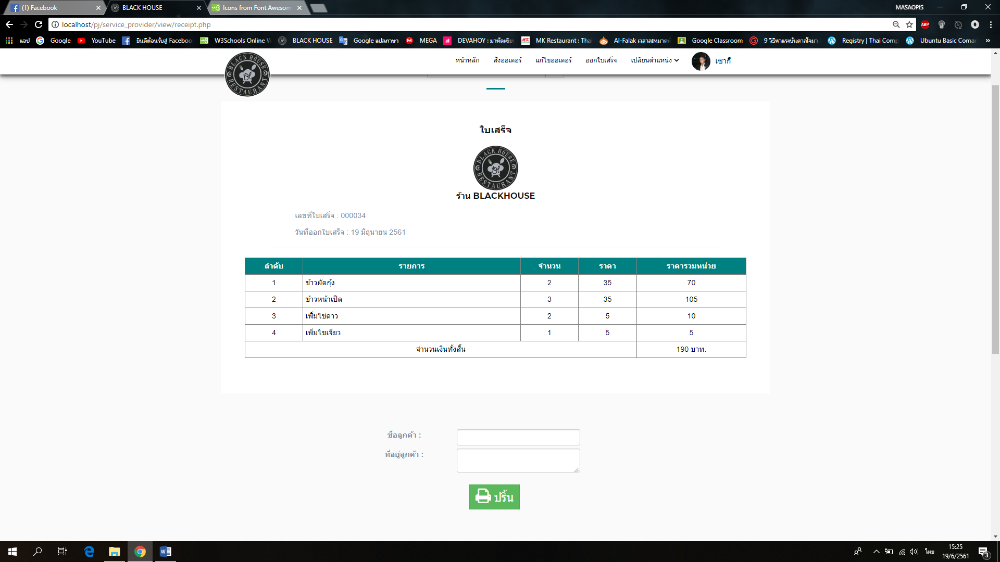 (1) Facebook
BLACK HOUSE
Icons from Font Awesom
MASAOPIS
localhost/pj/service_provider/view/receipt.php
แอป Google YouTube ยินดีต้อนรับสู่ Faceboo W3Schools Online W BLACK HOUSE Google แปลภาษา MEGA DEVAHOY : มาหัดเขีย MK Restaurant : Tha Al-Falak เวลาละหมาด Google Classroom 9 วิธีหาแรงบันดาลใจมา Registry | Thai Comp Ubuntu Basic Coma »
BLACK HOUSE
RESTAURANT
หน้าหลัก สั่งออเดอร์ แก้ไขออเดอร์ ออกใบเสร็จ เปลี่ยนตำแหน่ง เซากี
ใบเสร็จ
BLACK HOUSE
RESTAURANT
ร้าน BLACKHOUSE
เลขที่ใบเสร็จ : 000034
วันที่ออกใบเสร็จ : 19 มิถุนายน 2561
ลำดับ รายการ จำนวน ราคา ราคารวมหน่วย
1 ข้าวผัดกุ้ง 2 35 70
2 ข้าวหน้าเป็ด 3 35 105
3 เพิ่มไข่ดาว 2 5 10
4 เพิ่มไขเจียว 1 5 5
จำนวนเงินทั้งสิ้น 190 บาท.
ชื่อลูกค้า :
ที่อยู่ลูกค้า :
ปริ้น
ไทย
15:25
19/6/2561
3